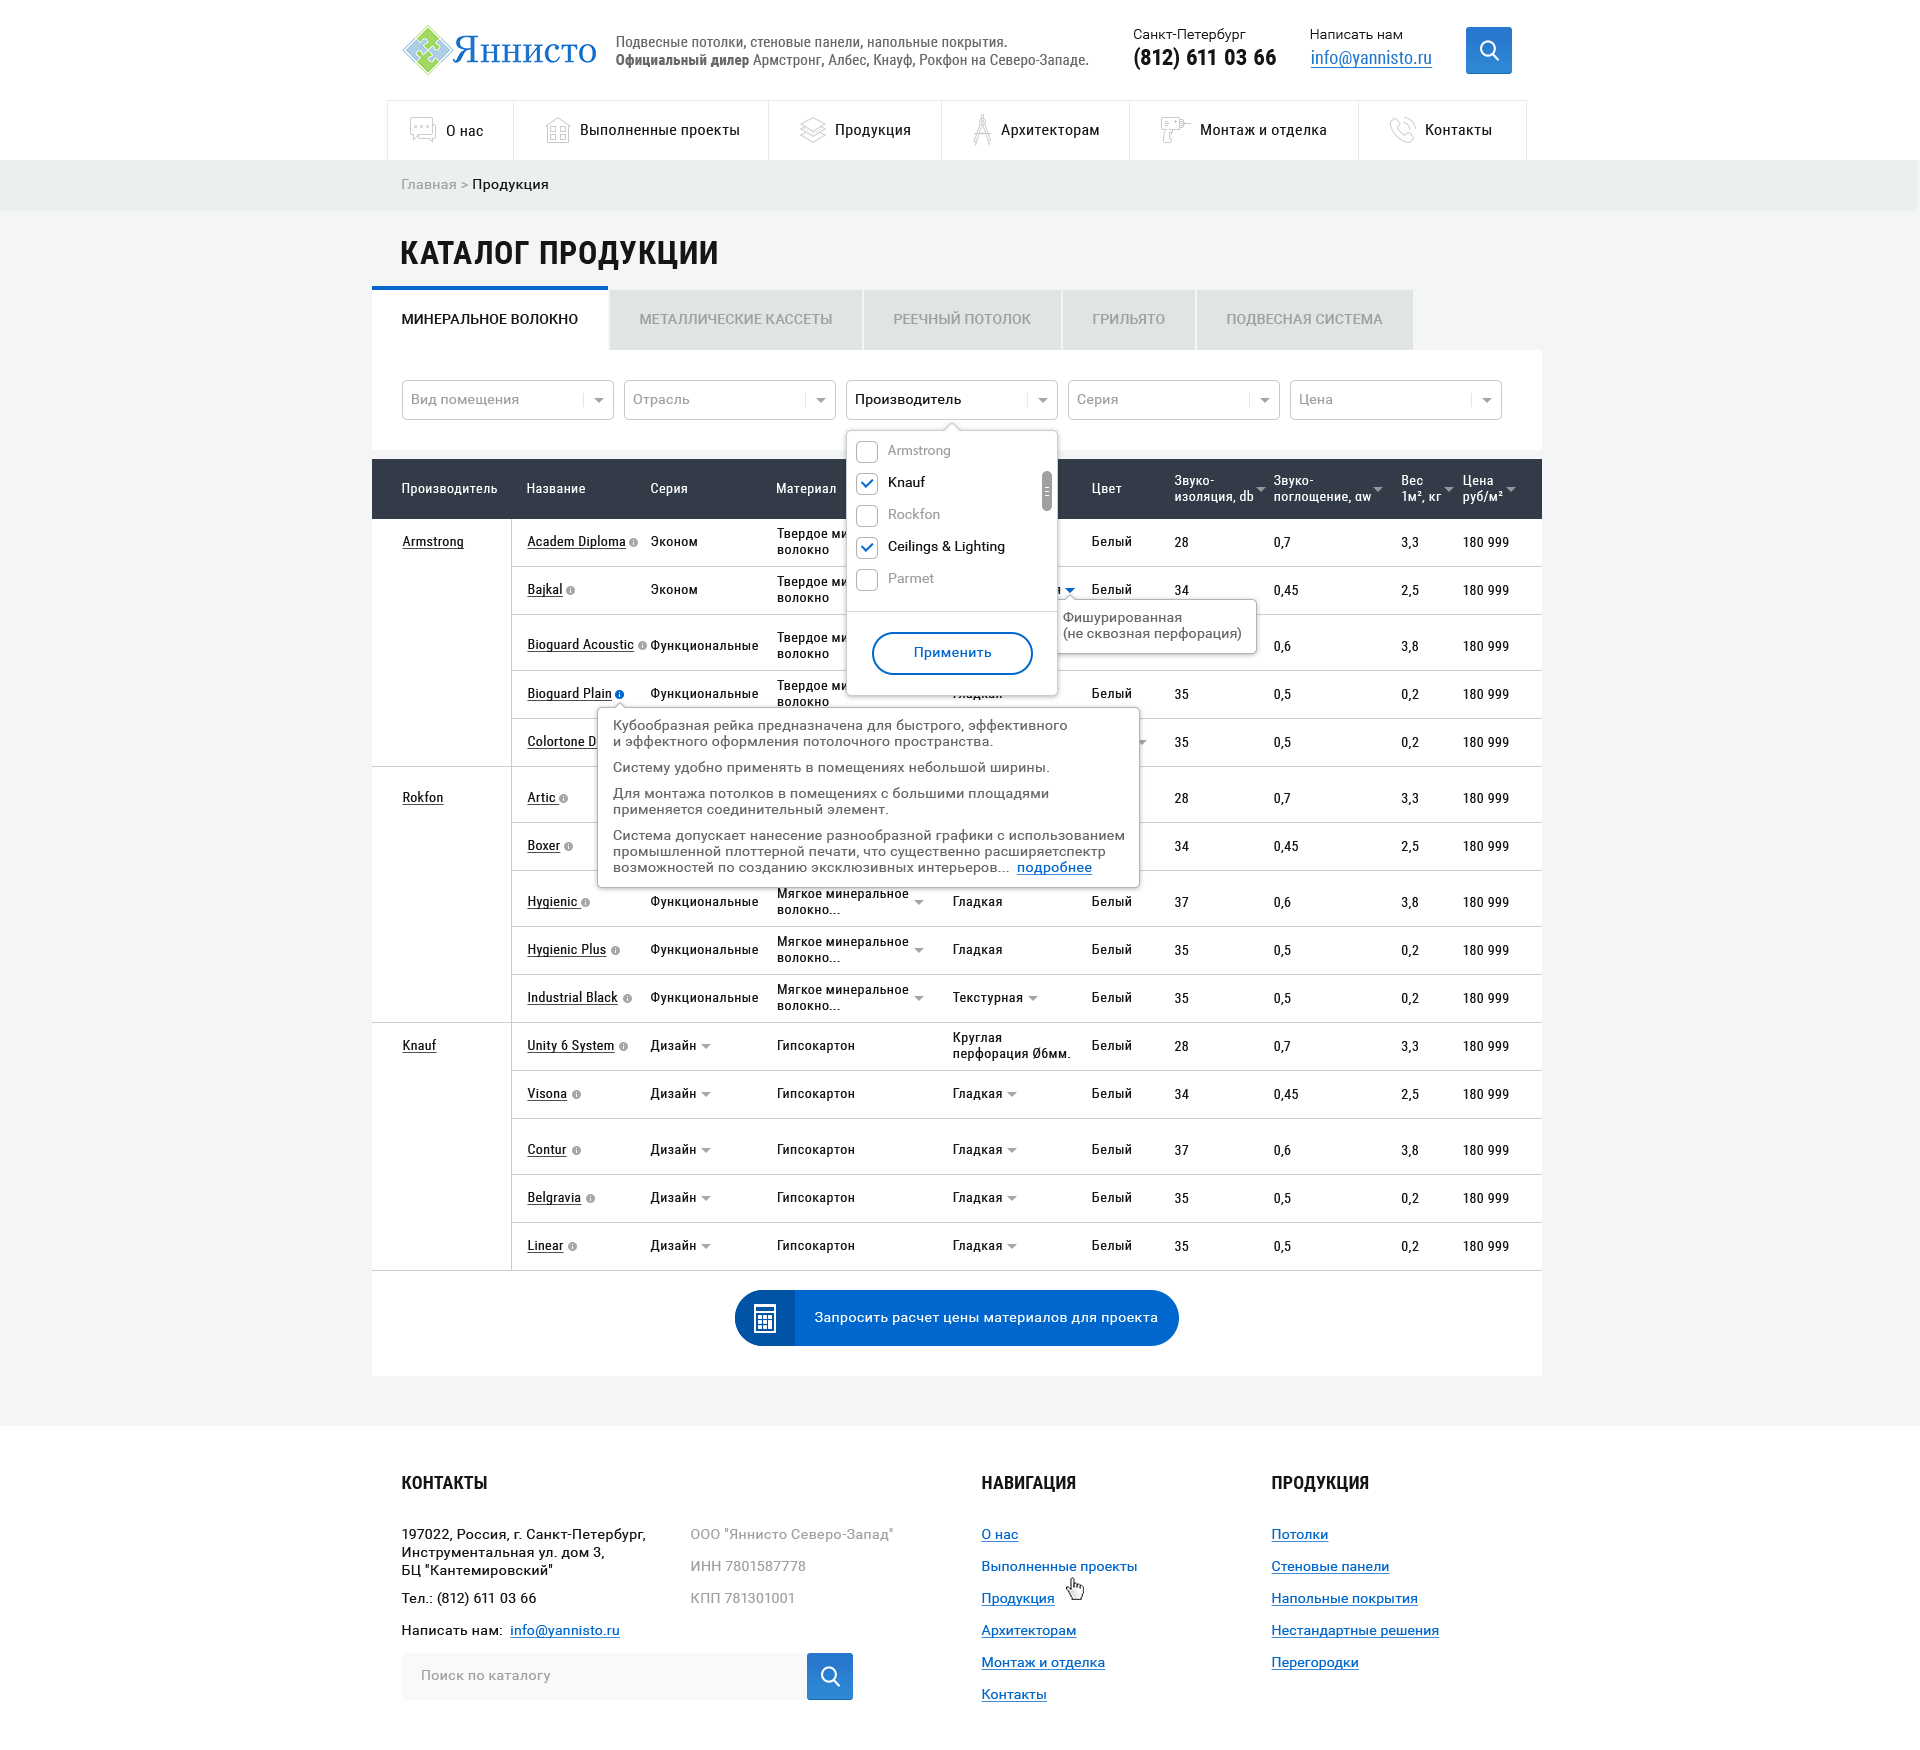 Яннисто
Подвесные потолки, стеновые панели, напольные покрытия.
Официальный дилер Армстронг, Албес, Кнауф, Рокфон на Северо-Западе.
Санкт-Петербург
(812) 611 03 66
Написать нам
info@yannisto.ru
О нас
Выполненные проекты
Продукция
Архитекторам
Монтаж и отделка
Контакты
Главная > Продукция
КАТАЛОГ ПРОДУКЦИИ
МИНЕРАЛЬНОЕ ВОЛОКНО
МЕТАЛЛИЧЕСКИЕ КАССЕТЫ
РЕЕЧНЫЙ ПОТОЛОК
ГРИЛЬЯТО
ПОДВЕСНАЯ СИСТЕМА
Вид помещения
Отрасль
Производитель
Серия
Цена
Armstrong
Knauf
Rockfon
Ceilings & Lighting
Parmet
Применить
Производитель Название Серия Материал Цвет
Звуко-
изоляция, db
Звуко-
поглощение, αw
Вес
1м², кг
Цена
руб/м²
Armstrong
Academ Diploma Эконом
Твердое ми
волокно
Белый 28 0,7 3,3 180 999
Bajkal Эконом
Твердое ми
волокно
я Белый 34 0,45 2,5 180 999
Фишурированная
(не сквозная перфорация)
Bioguard Acoustic Функциональные
Твердое ми
волокно
0,6 3,8 180 999
Bioguard Plain Функциональные
Твердое ми
волокно
Гладкая Белый 35 0,5 0,2 180 999
Colortone D
35 0,5 0,2 180 999
Кубообразная рейка предназначена для быстрого, эффективного
и эффектного оформления потолочного пространства.
Систему удобно применять в помещениях небольшой ширины.
Для монтажа потолков в помещениях с большими площадями
применяется соединительный элемент.
Система допускает нанесение разнообразной графики с использованием
промышленной плоттерной печати, что существенно расширяетспектр
возможностей по созданию эксклюзивных интерьеров... подробнее
Rokfon
Artic 28 0,7 3,3 180 999
Boxer 34 0,45 2,5 180 999
Hygienic Функциональные
Мягкое минеральное
волокно...
Гладкая Белый 37 0,6 3,8 180 999
Hygienic Plus Функциональные
Мягкое минеральное
волокно...
Гладкая Белый 35 0,5 0,2 180 999
Industrial Black Функциональные
Мягкое минеральное
волокно...
Текстурная Белый 35 0,5 0,2 180 999
Knauf
Unity 6 System Дизайн Гипсокартон
Круглая
перфорация Ø6мм.
Белый 28 0,7 3,3 180 999
Visona Дизайн Гипсокартон Гладкая Белый 34 0,45 2,5 180 999
Contur Дизайн Гипсокартон Гладкая Белый 37 0,6 3,8 180 999
Belgravia Дизайн Гипсокартон Гладкая Белый 35 0,5 0,2 180 999
Linear Дизайн Гипсокартон Гладкая Белый 35 0,5 0,2 180 999
Запросить расчет цены материалов для проекта
КОНТАКТЫ
197022, Россия, г. Санкт-Петербург,
Инструментальная ул. дом 3,
БЦ "Кантемировский"
Тел.: (812) 611 03 66
Написать нам: info@yannisto.ru
ООО "Яннисто Северо-Запад"
ИНН 7801587778
КПП 781301001
Поиск по каталогу
НАВИГАЦИЯ
О нас
Выполненные проекты
Продукция
Архитекторам
Монтаж и отделка
Контакты
ПРОДУКЦИЯ
Потолки
Стеновые панели
Напольные покрытия
Нестандартные решения
Перегородки